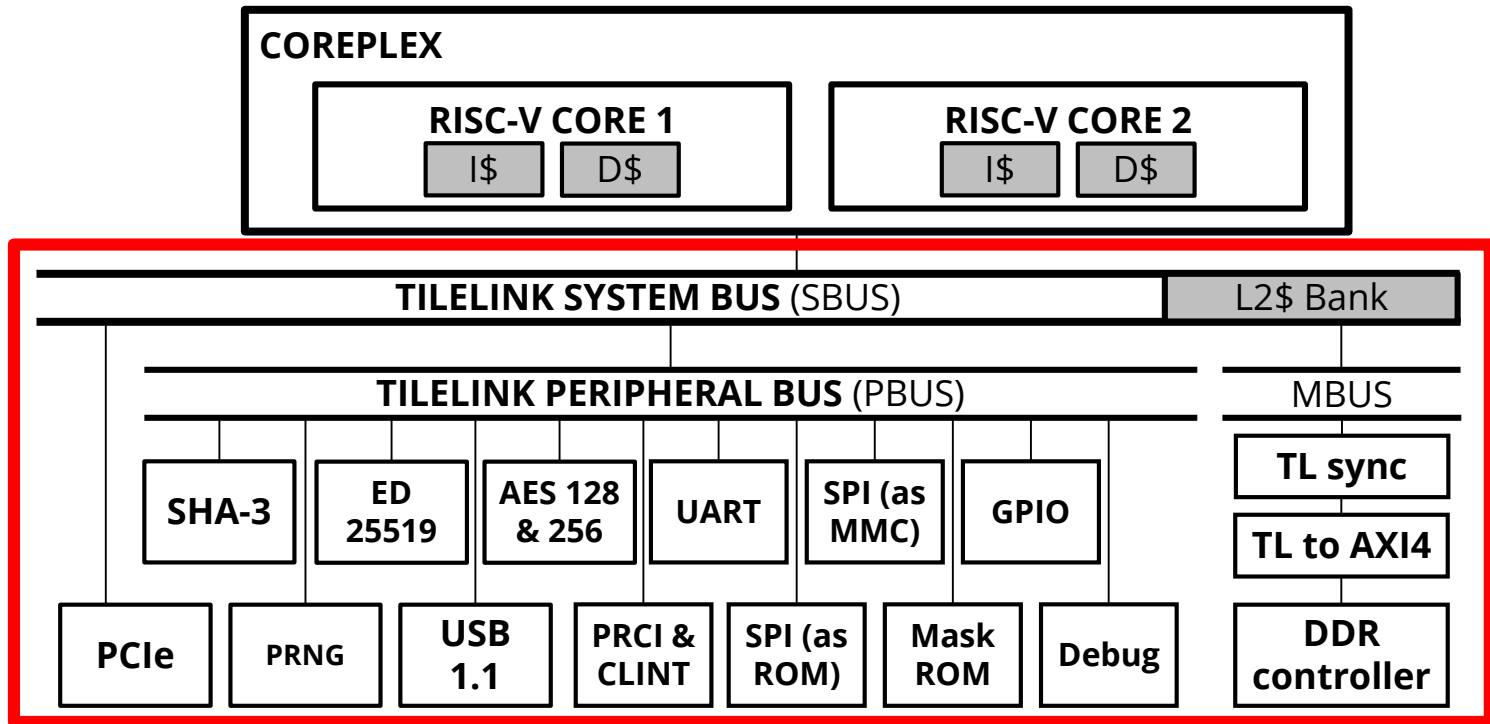 COREPLEX
RISC-V CORE 1
I$
D$
RISC-V CORE 2
I$
D$
TILELINK SYSTEM BUS (SBUS)
L2$ Bank
TILELINK PERIPHERAL BUS (PBUS)
MBUS
SHA-3
ED
25519
AES 128
& 256
UART
SPI (as
MMC)
GPIO
TL sync
TL to AXI4
PCIe
PRNG
USB
1.1
PRCI &
CLINT
SPI (as
ROM)
Mask
ROM
Debug
DDR
controller